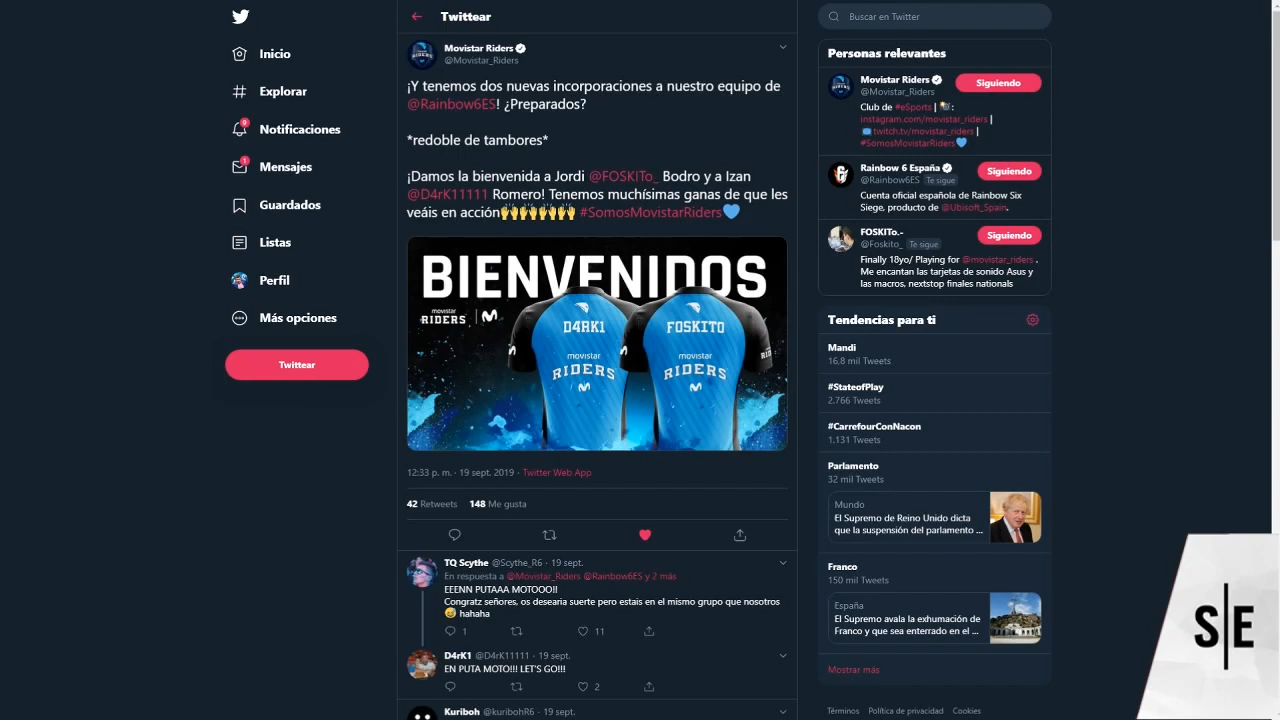 Inicio
Explorar
9
Notificaciones
1
Mensajes
Guardados
Listas
Perfil
Más opciones
Twittear
Twittear
Movistar Riders
@Movistar_Riders
¡Y tenemos dos nuevas incorporaciones a nuestro equipo de
@Rainbow6ES! ¿Preparados?
*redoble de tambores*
¡Damos la bienvenida a Jordi @FOSKITo_ Bodro y a Izan
@D4rK11111 Romero! Tenemos muchísimas ganas de que les
veáis en acción🙌🙌🙌🙌 #SomosMovistarRiders💙
BIENVENIDOS
movistar
RIDERS
D4RK1
movistar
RIDERS
FOSKITO
movistar
RIDERS
12:33 p. m. · 19 sept. 2019 · Twitter Web App
42 Retweets 148 Me gusta
TQ Scythe @Scythe_R6 · 19 sept.
En respuesta a @Movistar_Riders @Rainbow6ES y 2 más
EEENN PUTAAA MOTOOO!!
Congratz señores, os desearia suerte pero estais en el mismo grupo que nosotros
😅 hahaha
1 11
D4rK1 @D4rK11111 · 19 sept.
EN PUTA MOTO!!! LET'S GO!!!
2
Kuriboh @kuribohR6 · 19 sept.
Buscar en Twitter
Personas relevantes
Movistar Riders
@Movistar_Riders
Siguiendo
Club de #eSports | 📸:
instagram.com/movistar_riders |
📺twitch.tv/movistar_riders |
#SomosMovistarRiders💙
Rainbow 6 España
@Rainbow6ES Te sigue
Siguiendo
Cuenta oficial española de Rainbow Six
Siege, producto de @Ubisoft_Spain.
FOSKITo.-
@Foskito_ Te sigue
Siguiendo
Finally 18yo/ Playing for @movistar_riders .
Me encantan las tarjetas de sonido Asus y
las macros, nextstop finales nationals
Tendencias para ti
Mandi
16,8 mil Tweets
#StateofPlay
2.766 Tweets
#CarrefourConNacon
1.131 Tweets
Parlamento
32 mil Tweets
Mundo
El Supremo de Reino Unido dicta
que la suspensión del parlamento ...
Franco
150 mil Tweets
España
El Supremo avala la exhumación de
Franco y que sea enterrado en el ...
Mostrar más
Términos Política de privacidad Cookies
S|E